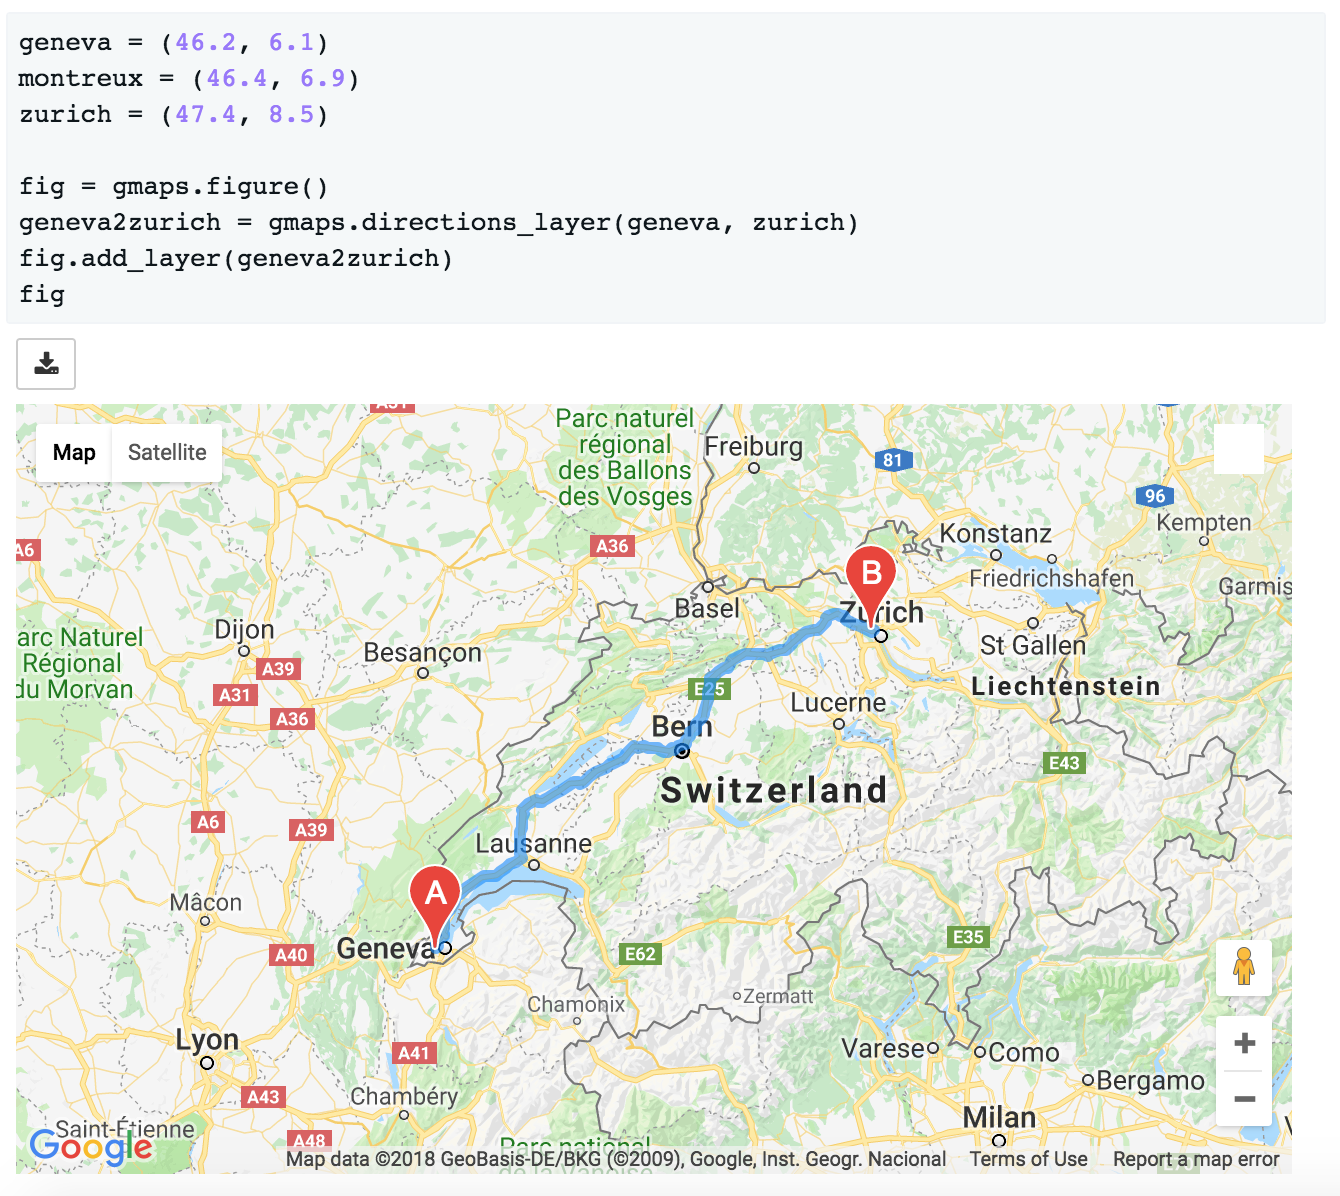 geneva = (46.2, 6.1)
montreux = (46.4, 6.9)
zurich = (47.4, 8.5)
fig = gmaps.figure()
geneva2zurich = gmaps.directions_layer(geneva, zurich)
fig.add_layer(geneva2zurich)
fig
Map
Satellite
Parc naturel
régional
des Ballons
des Vosges
Freiburg
81
96
Kempten
Konstanz
A6
A36
B
Friedrichshafen
Garmis
Basel
Zürich
arc Naturel
Régional
du Morvan
Dijon
Besançon
St Gallen
A39
A31
A36
E25
Liechtenstein
Lucerne
Bern
E43
Switzerland
A6
A39
Lausanne
A
Mâcon
Geneva
A40
E62
E35
Chamonix
Zermatt
Lyon
A41
Varese
Como
Bergamo
A43
Chambéry
Milan
Saint-Étienne
Google
A48
Parc national
de la Vanoise
Map data ©2018 GeoBasis-DE/BKG (©2009), Google, Inst. Geogr. Nacional
Terms of Use
Report a map error